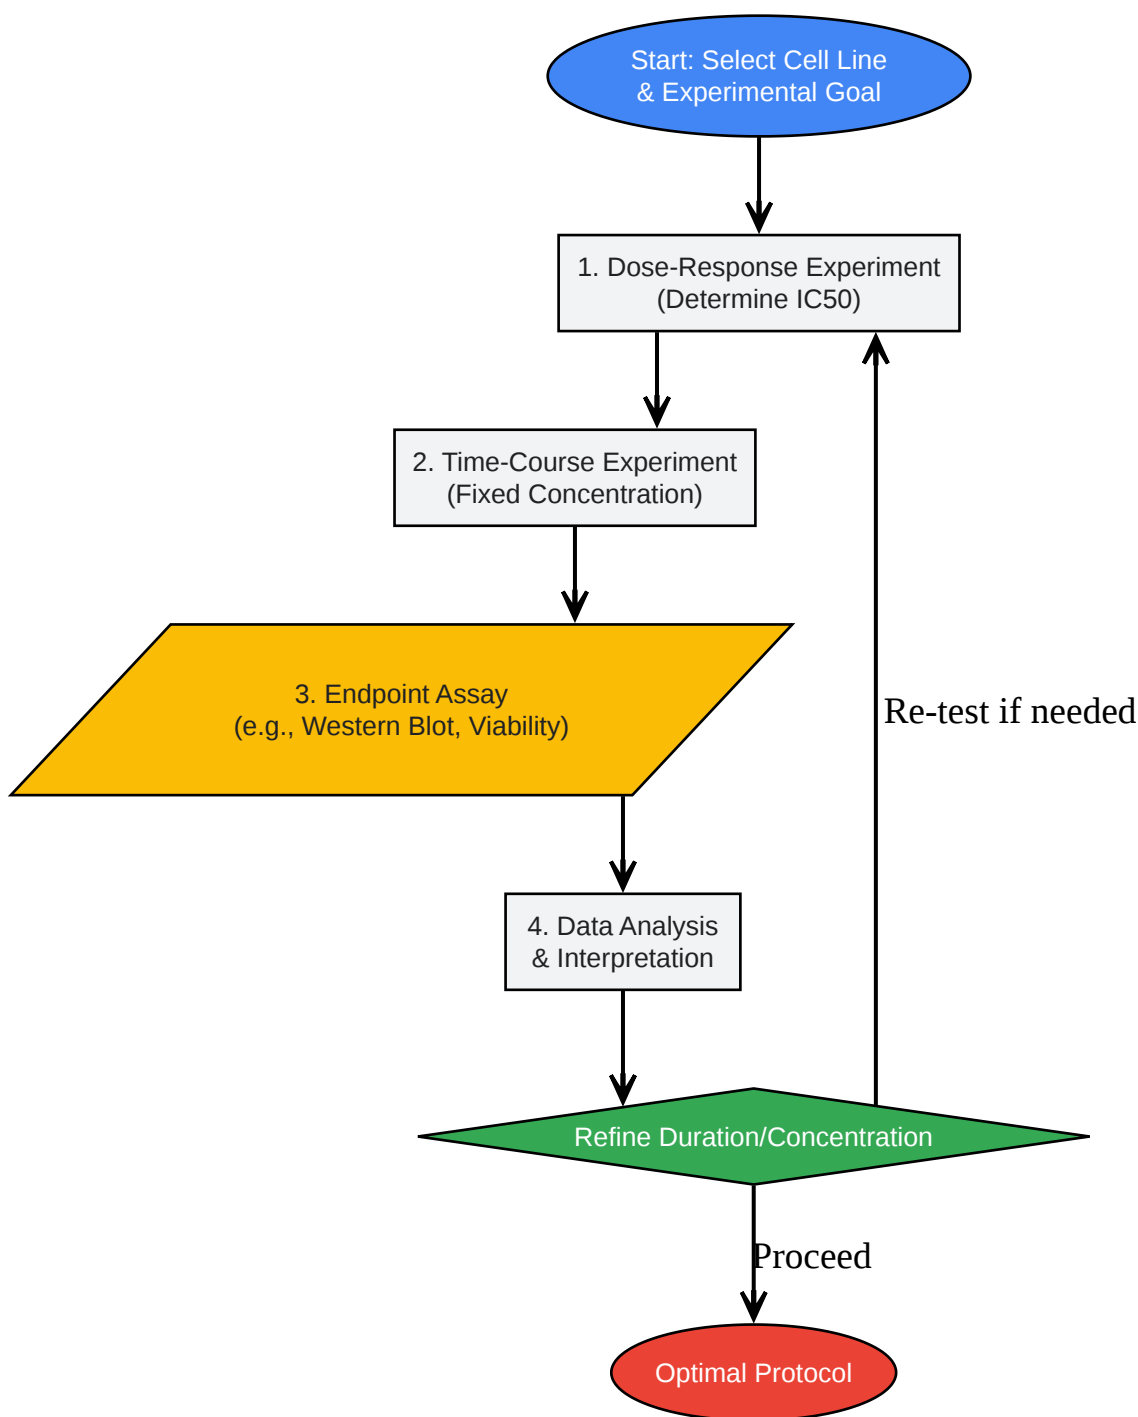 Start: Select Cell Line
& Experimental Goal
1. Dose-Response Experiment
(Determine IC50)
2. Time-Course Experiment
(Fixed Concentration)
3. Endpoint Assay
(e.g., Western Blot, Viability)
Re-test if needed
4. Data Analysis
& Interpretation
Refine Duration/Concentration
Proceed
Optimal Protocol